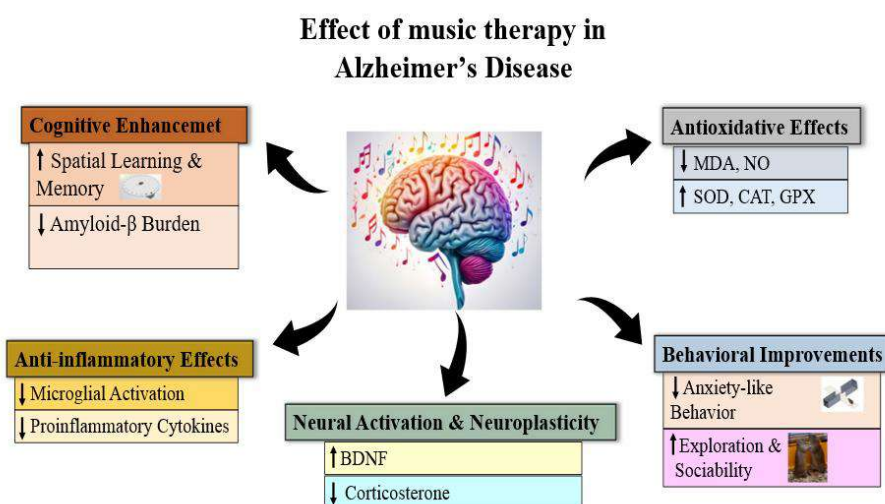 Effect of music therapy in
Alzheimer's Disease
Cognitive Enhancemet
↑ Spatial Learning &
Memory
↓ Amyloid-β Burden
Antioxidative Effects
↓ MDA, NO
↑ SOD, CAT, GPX
Anti-inflammatory Effects
↓ Microglial Activation
↓ Proinflammatory Cytokines
Neural Activation & Neuroplasticity
↑ BDNF
↓ Corticosterone
Behavioral Improvements
↓ Anxiety-like
Behavior
↑ Exploration &
Sociability